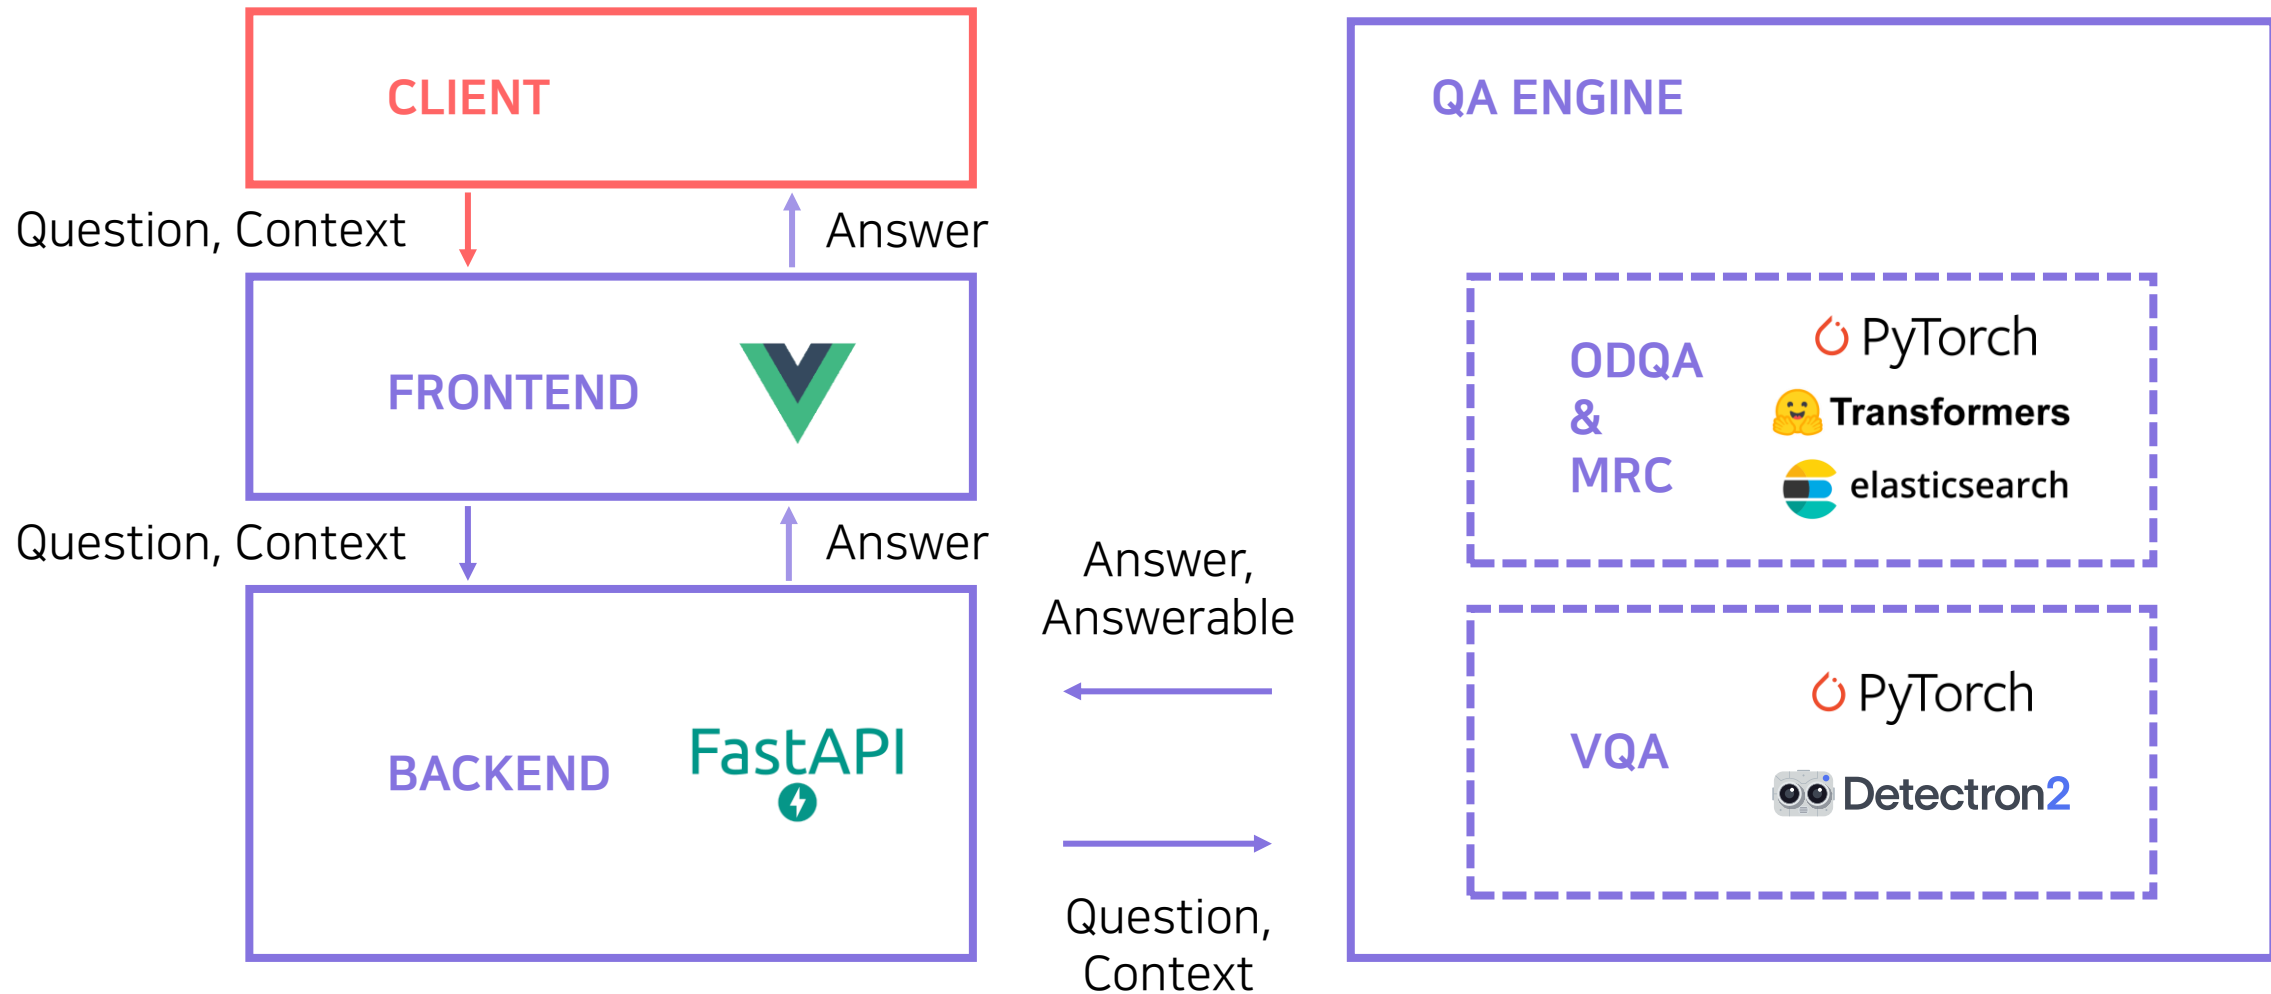 CLIENT
Question, Context
Answer
FRONTEND
Question, Context
Answer
BACKEND
FastAPI
Answer,
Answerable
Question,
Context
QA ENGINE
ODQA
&
MRC
PyTorch
Transformers
elasticsearch
VQA
PyTorch
Detectron2